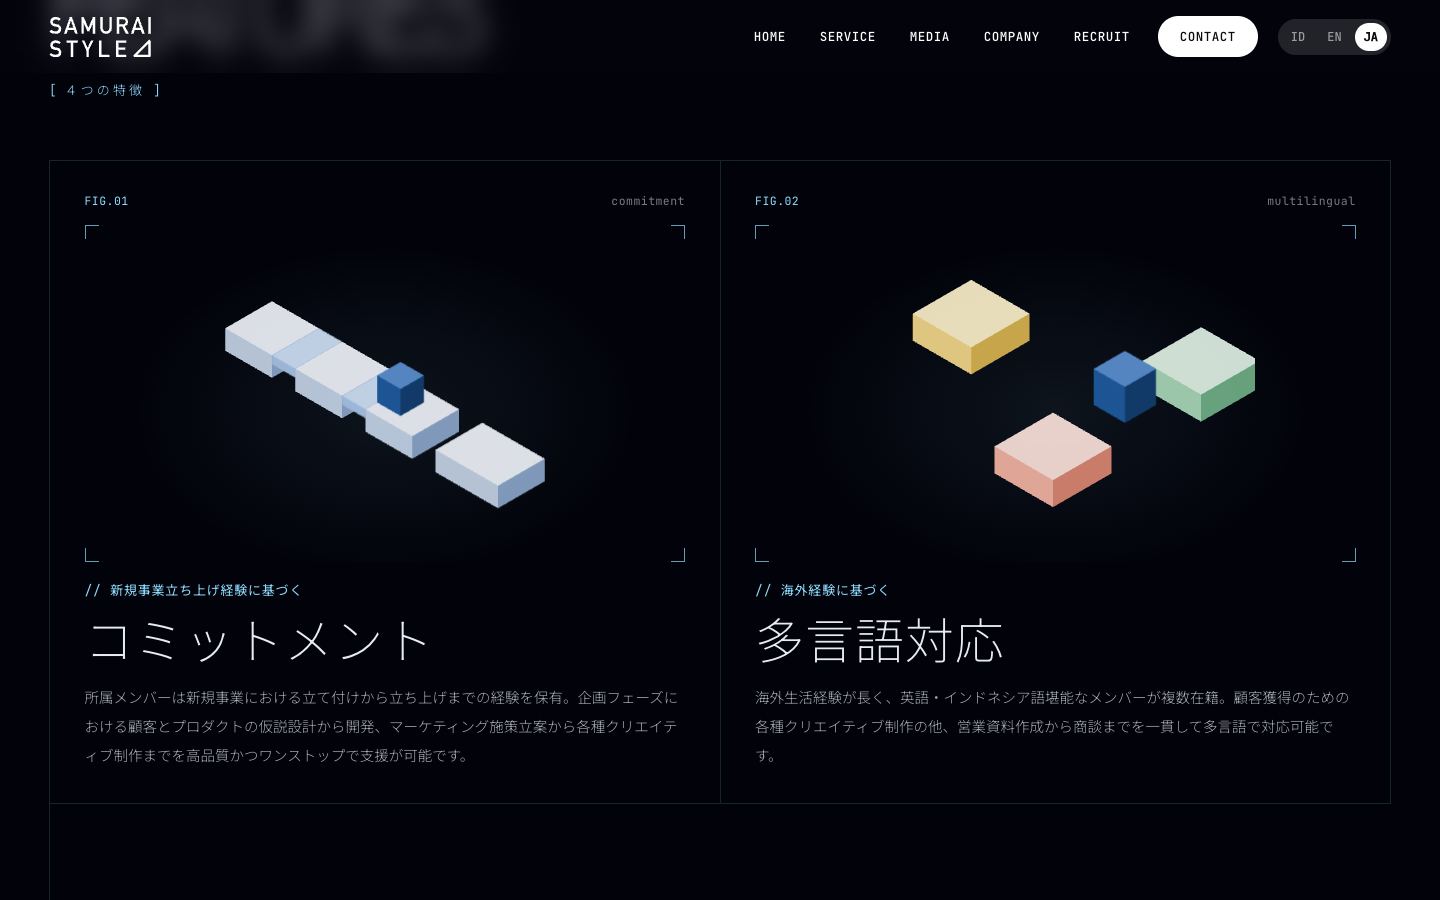 SAMURAI
STYLE
HOME SERVICE MEDIA COMPANY RECRUIT CONTACT ID EN JA
[ 4つの特徴 ]
FIG.01 commitment
// 新規事業立ち上げ経験に基づく
コミットメント
所属メンバーは新規事業における立て付けから立ち上げまでの経験を保有。企画フェーズに
おける顧客とプロダクトの仮説設計から開発、マーケティング施策立案から各種クリエイテ
ィブ制作までを高品質かつワンストップで支援が可能です。
FIG.02 multilingual
// 海外経験に基づく
多言語対応
海外生活経験が長く、英語・インドネシア語堪能なメンバーが複数在籍。顧客獲得のための
各種クリエイティブ制作の他、営業資料作成から商談までを一貫して多言語で対応可能で
す。